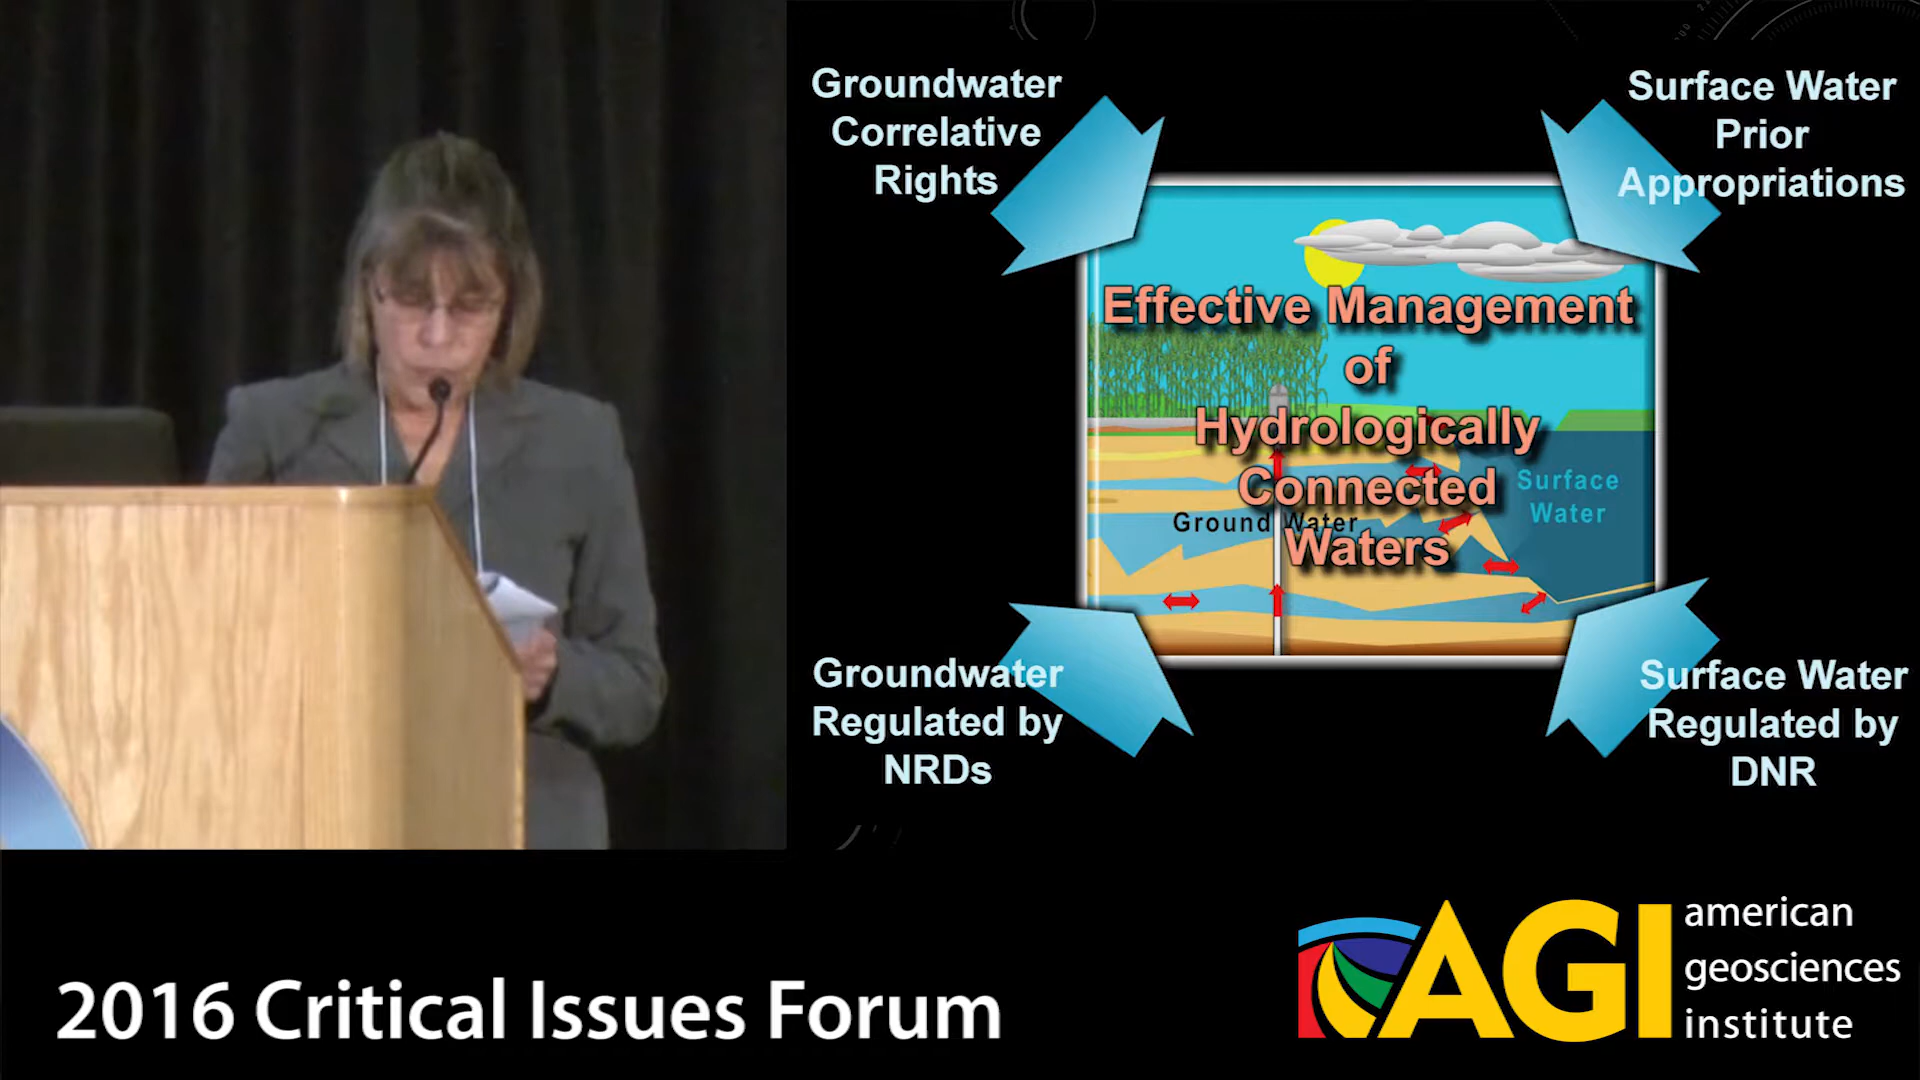 Groundwater
Correlative
Rights
Surface Water
Prior
Appropriations
Effective Management
of
Hydrologically
Connected
Waters
Ground Water
Surface
Water
Groundwater
Regulated by
NRDs
Surface Water
Regulated by
DNR
2016 Critical Issues Forum
AGI
american
geosciences
institute